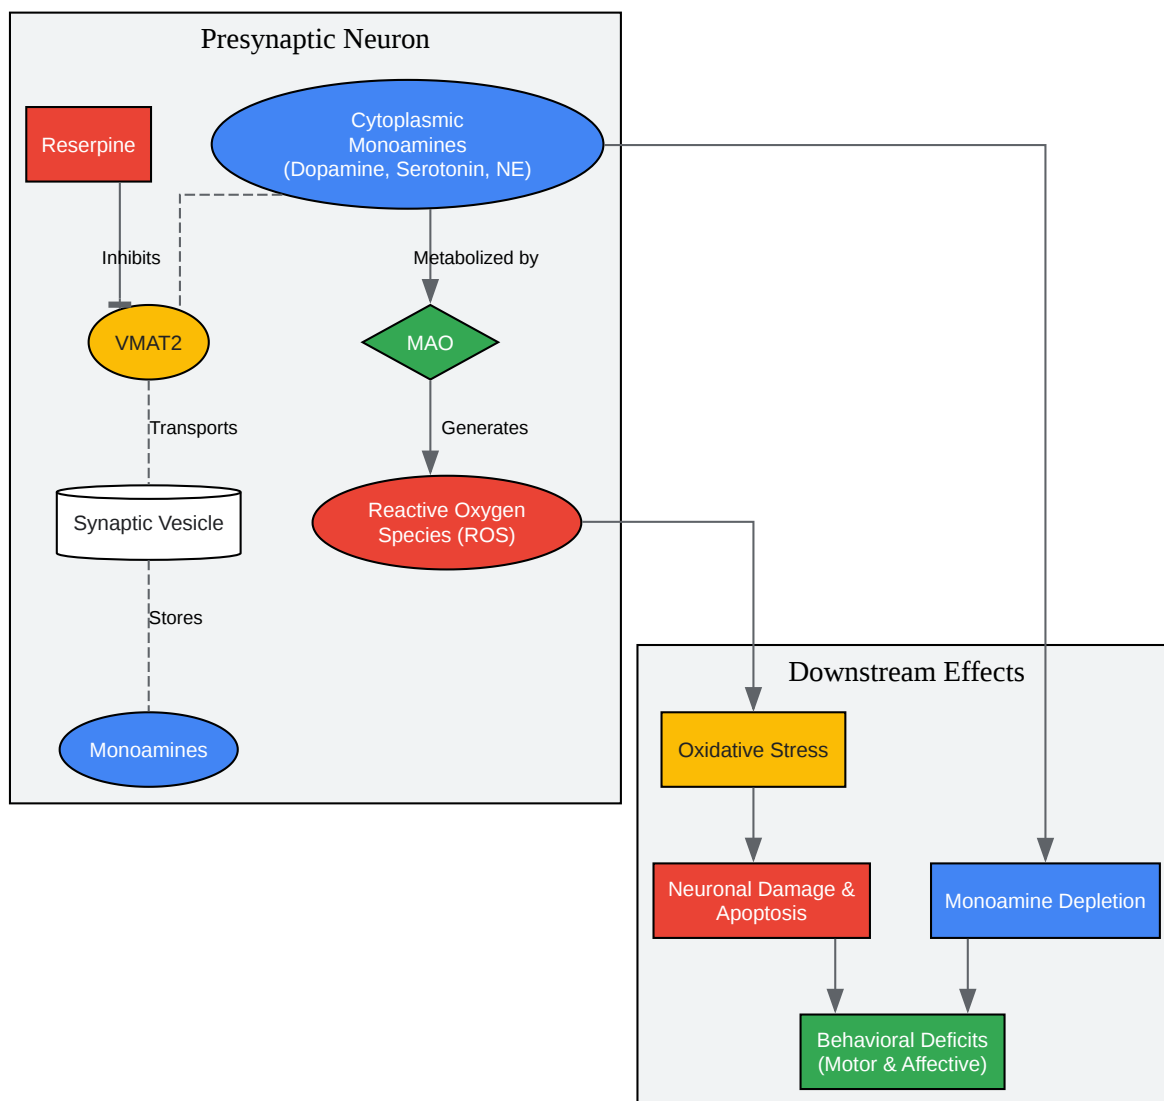 Presynaptic Neuron
Reserpine
Cytoplasmic
Monoamines
(Dopamine, Serotonin, NE)
Inhibits
Metabolized by
VMAT2
MAO
Transports
Generates
Synaptic Vesicle
Reactive Oxygen
Species (ROS)
Stores
Monoamines
Downstream Effects
Oxidative Stress
Neuronal Damage &
Apoptosis
Monoamine Depletion
Behavioral Deficits
(Motor & Affective)